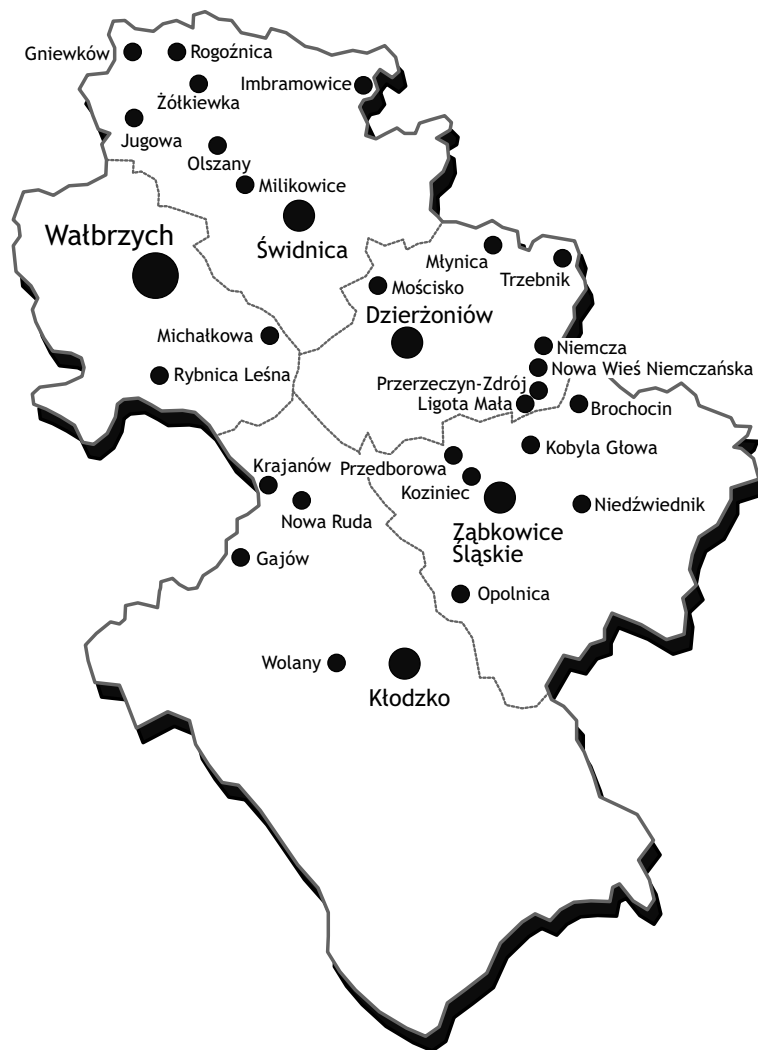 Gniewków
Rogoźnica
Imbramowice
Żółkiewka
Jugowa
Olszany
Milikowice
Wałbrzych
Świdnica
Młynica
Trzebnik
Mościsko
Dzierżoniów
Michałkowa
Niemcza
Nowa Wieś Niemczańska
Rybnica Leśna
Przerzeczyn-Zdrój
Ligota Mała
Brochocin
Kobyla Głowa
Przedborowa
Krajanów
Koziniec
Nowa Ruda
Niedźwiednik
Ząbkowice
Śląskie
Gajów
Opolnica
Wolany
Kłodzko